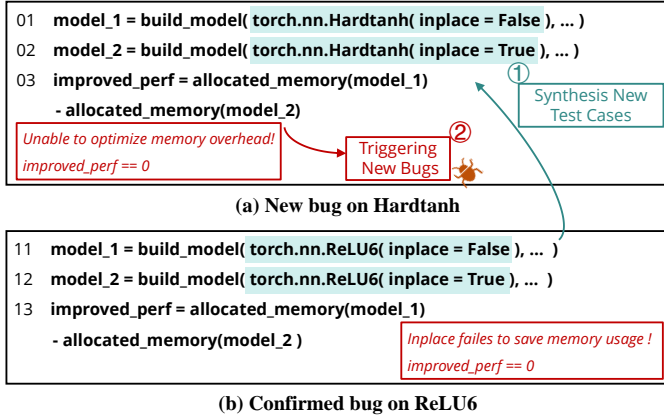 01 model_1 = build_model( torch.nn.Hardtanh( inplace = False ), ... )
02 model_2 = build_model( torch.nn.Hardtanh( inplace = True ), ... )
03 improved_perf = allocated_memory(model_1)
- allocated_memory(model_2)
①
Synthesis New
Test Cases
Unable to optimize memory overhead!
improved_perf == 0
②
Triggering
New Bugs
(a) New bug on Hardtanh
11 model_1 = build_model( torch.nn.ReLU6( inplace = False ), ... )
12 model_2 = build_model( torch.nn.ReLU6( inplace = True ), ... )
13 improved_perf = allocated_memory(model_1)
- allocated_memory(model_2 )
Inplace failes to save memory usage !
improved_perf == 0
(b) Confirmed bug on ReLU6